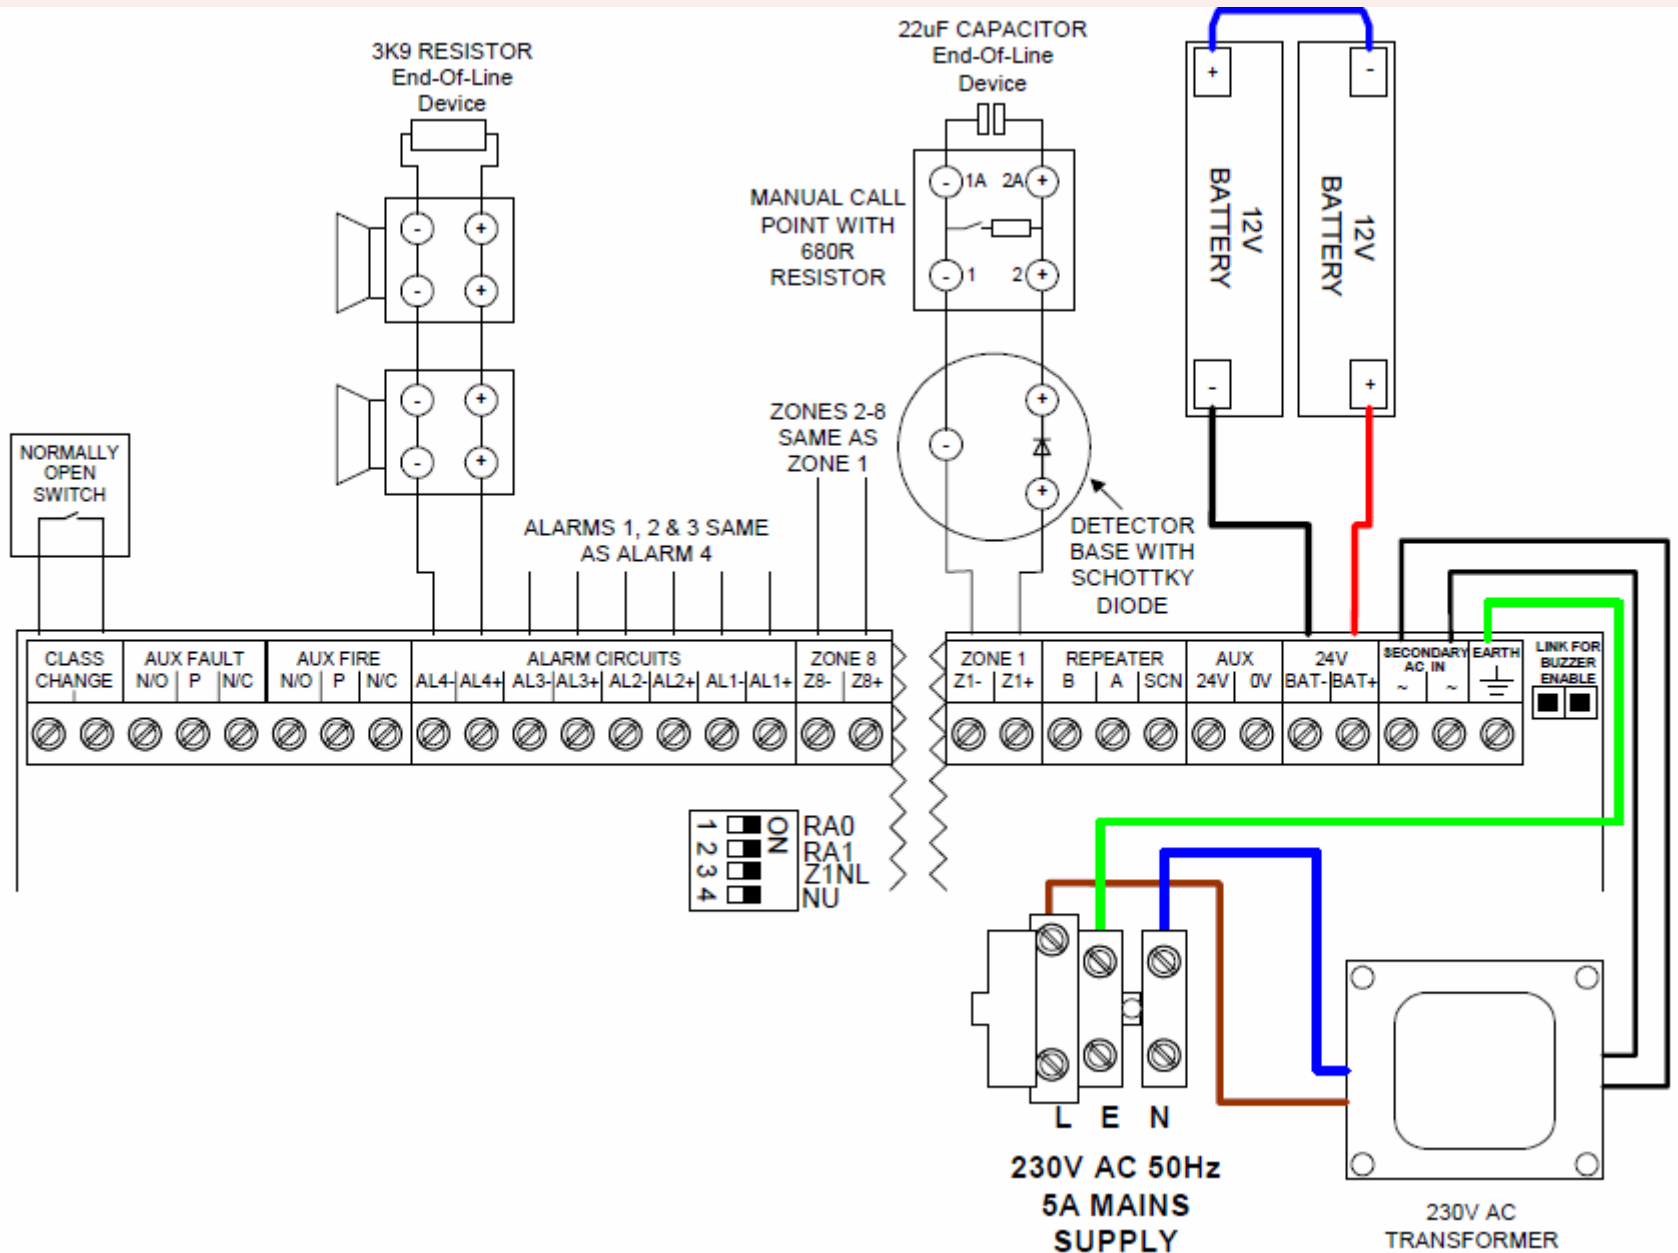 3K9 RESISTOR
End-Of-Line
Device
22uF CAPACITOR
End-Of-Line
Device
MANUAL CALL
POINT WITH
680R
RESISTOR
- 1A 2A +
- 1 2 +
+ -
12V
BATTERY
12V
BATTERY
- +
- +
- +
- +
- +
NORMALLY
OPEN
SWITCH
ZONES 2-8
SAME AS
ZONE 1
+
-
+
DETECTOR
BASE WITH
SCHOTTKY
DIODE
ALARMS 1, 2 & 3 SAME
AS ALARM 4
CLASS
CHANGE
AUX FAULT
N/O P N/C
AUX FIRE
N/O P N/C
ALARM CIRCUITS
AL4- AL4+ AL3- AL3+ AL2- AL2+ AL1- AL1+
ZONE 8
Z8- Z8+
ZONE 1
Z1- Z1+
REPEATER
B A SCN
AUX
24V 0V
24V
BAT- BAT+
SECONDARY
AC IN
~ ~
EARTH
LINK FOR
BUZZER
ENABLE
ON
1 RA0
2 RA1
3 Z1NL
4 NU
L E N
230V AC 50Hz
5A MAINS
SUPPLY
230V AC
TRANSFORMER